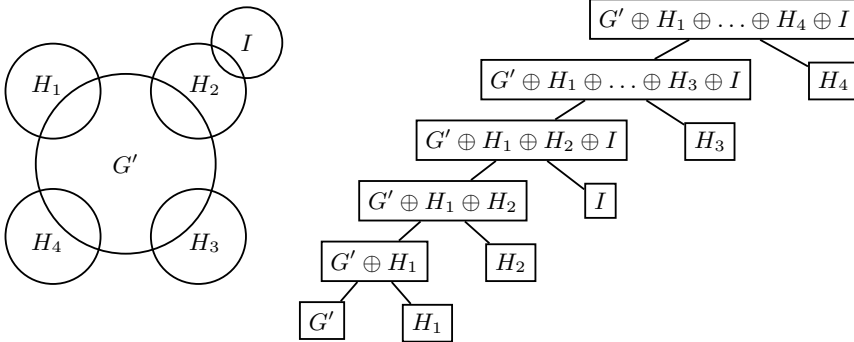 I
H₁
H₂
G′
H₄
H₃
G′ ⊕ H₁ ⊕ … ⊕ H₄ ⊕ I
G′ ⊕ H₁ ⊕ … ⊕ H₃ ⊕ I
H₄
G′ ⊕ H₁ ⊕ H₂ ⊕ I
H₃
G′ ⊕ H₁ ⊕ H₂
I
G′ ⊕ H₁
H₂
G′
H₁